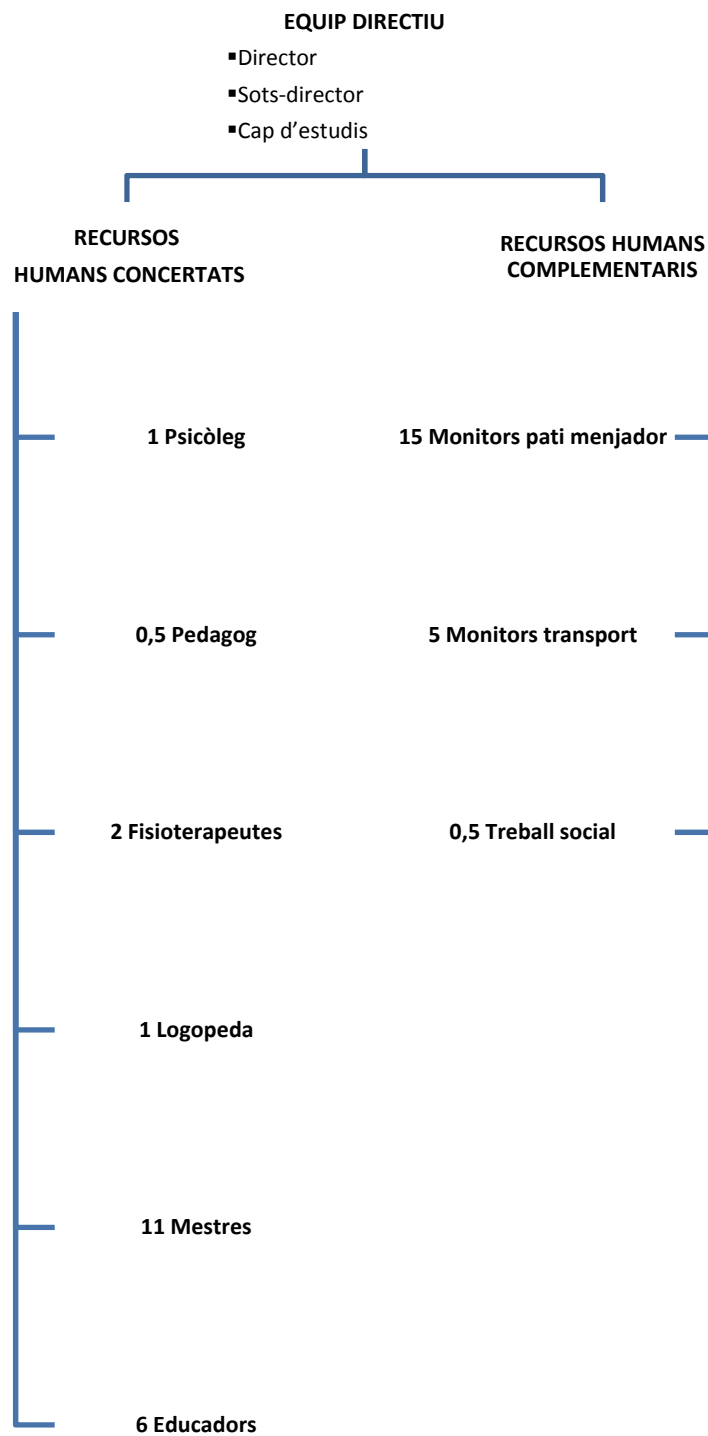 EQUIP DIRECTIU
▪Director
▪Sots-director
▪Cap d’estudis
RECURSOS
HUMANS CONCERTATS
RECURSOS HUMANS
COMPLEMENTARIS
1 Psicòleg
15 Monitors pati menjador
0,5 Pedagog
5 Monitors transport
2 Fisioterapeutes
0,5 Treball social
1 Logopeda
11 Mestres
6 Educadors